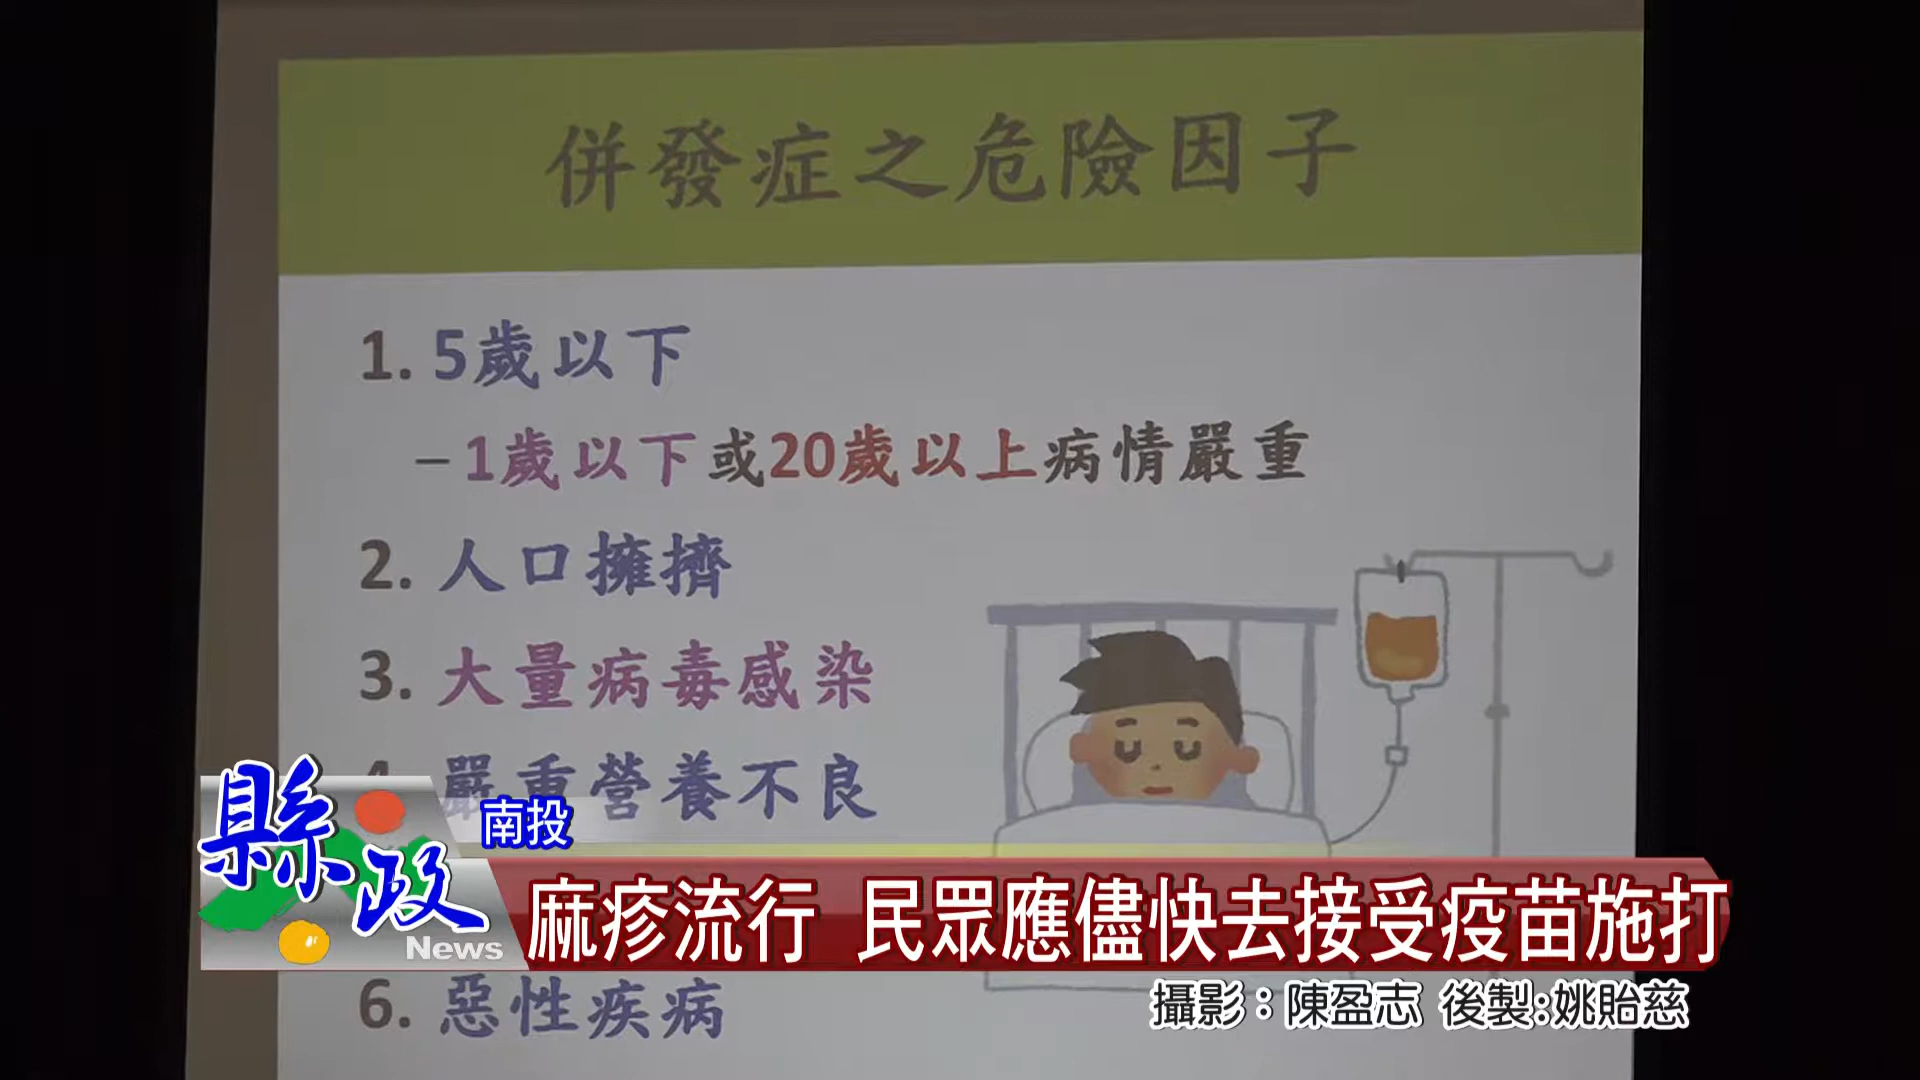 併發症之危險因子
1. 5歲以下
–1歲以下或20歲以上病情嚴重
2. 人口擁擠
3. 大量病毒感染
4. 嚴重營養不良
南投
縣政
News
麻疹流行 民眾應儘快去接受疫苗施打
6. 惡性疾病
攝影：陳盈志 後製:姚貽慈